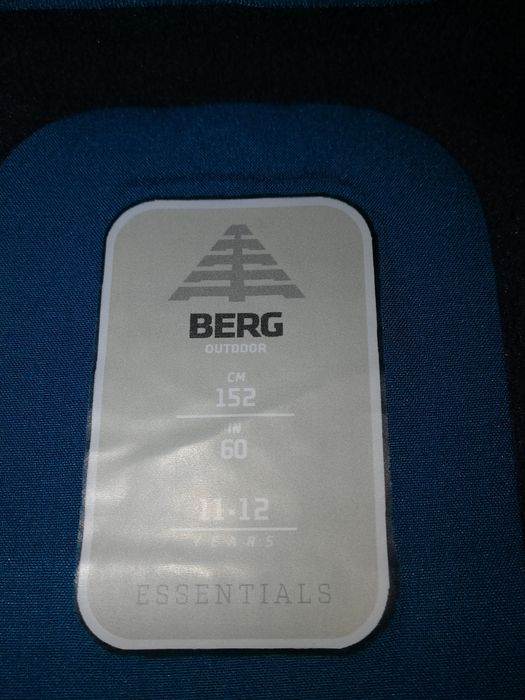 BERG
OUTDOOR
CM
152
IN
60
11-12
YEARS
ESSENTIALS